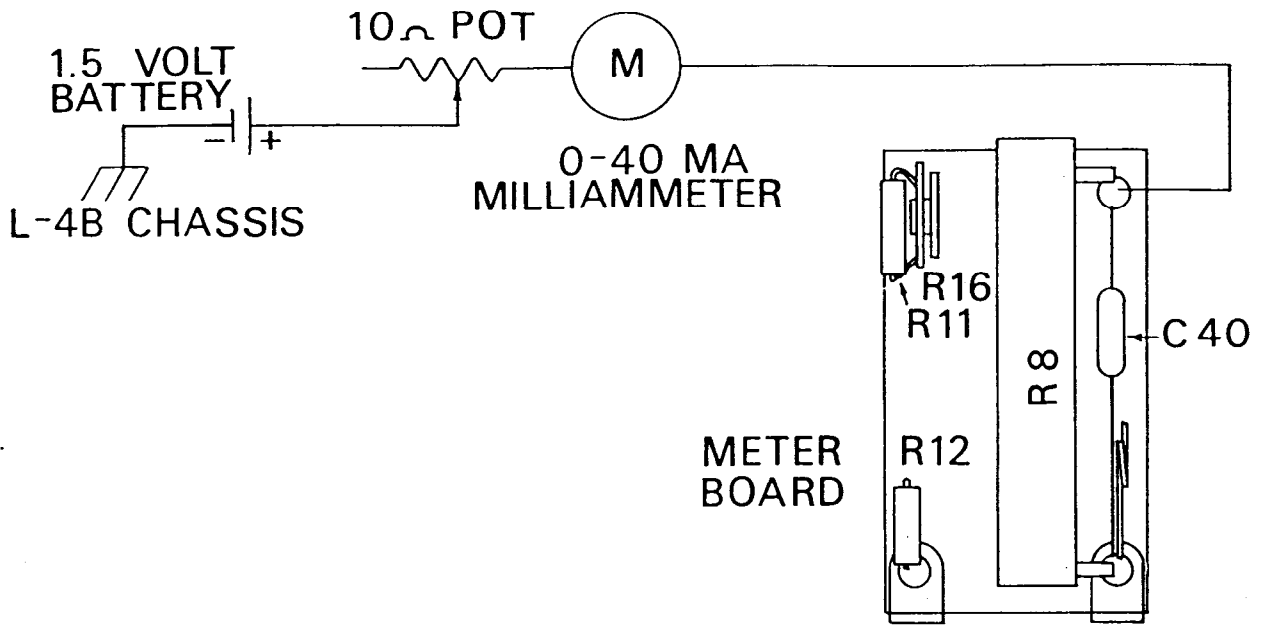 10Ω POT
1.5 VOLT
BATTERY
− +
M
0-40 MA
MILLIAMMETER
L-4B CHASSIS
R16
R11
C40
R8
METER
BOARD
R12